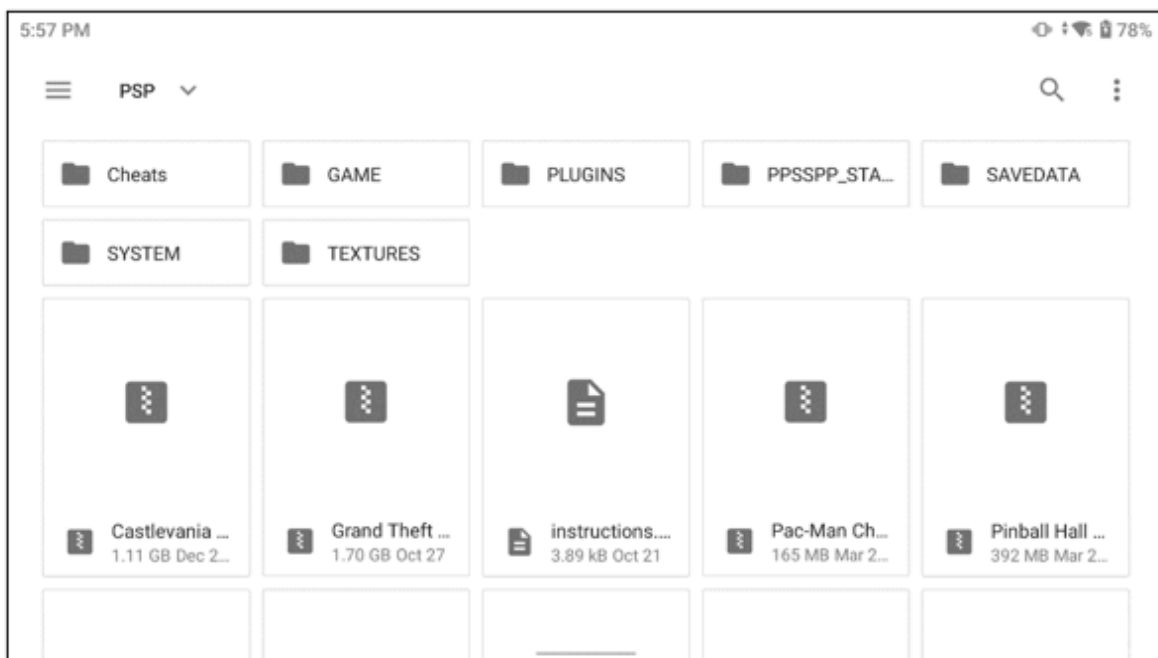 5:57 PM 78%
PSP
Cheats GAME PLUGINS PPSSPP_STA... SAVEDATA
SYSTEM TEXTURES
Castlevania ... Grand Theft ... instructions.... Pac-Man Ch... Pinball Hall ...
1.11 GB Dec 2... 1.70 GB Oct 27 3.89 kB Oct 21 165 MB Mar 2... 392 MB Mar 2...